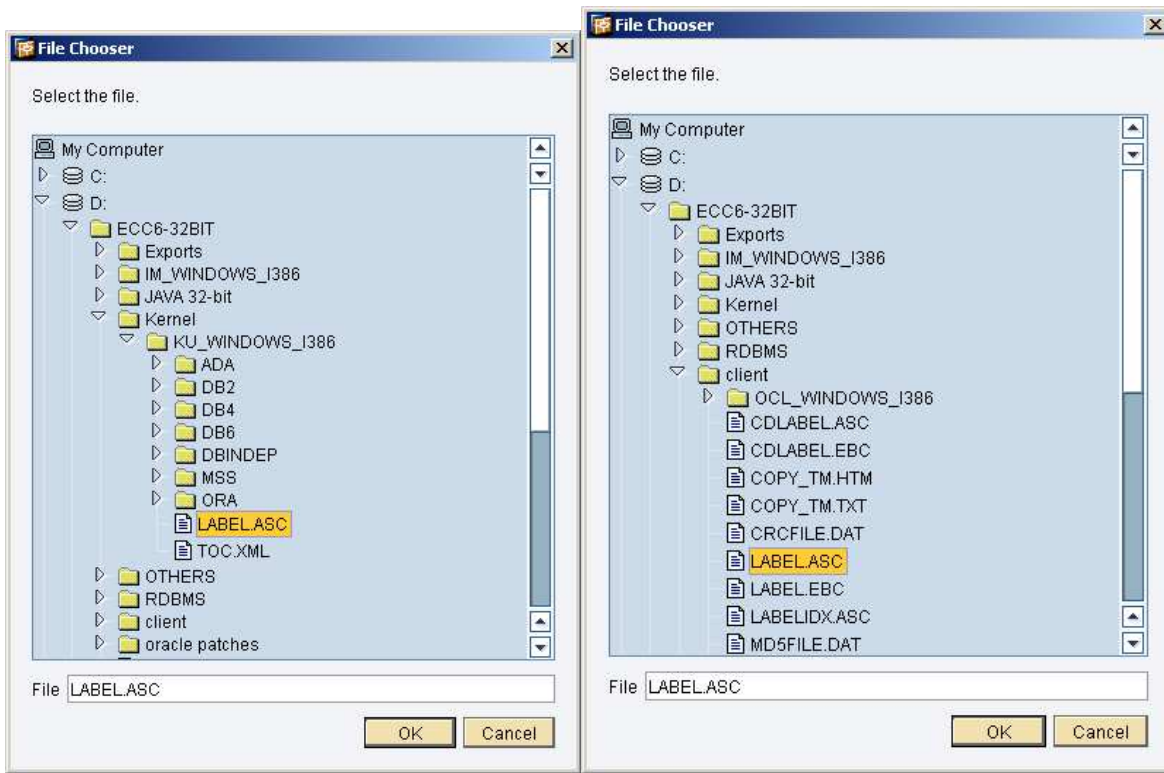 File Chooser
Select the file.
My Computer
C:
D:
ECC6-32BIT
Exports
IM_WINDOWS_I386
JAVA 32-bit
Kernel
KU_WINDOWS_I386
ADA
DB2
DB4
DB6
DBINDEP
MSS
ORA
LABEL.ASC
TOC.XML
OTHERS
RDBMS
client
oracle patches
File LABEL.ASC
OK Cancel
File Chooser
Select the file.
My Computer
C:
D:
ECC6-32BIT
Exports
IM_WINDOWS_I386
JAVA 32-bit
Kernel
OTHERS
RDBMS
client
OCL_WINDOWS_I386
CDLABEL.ASC
CDLABEL.EBC
COPY_TM.HTM
COPY_TM.TXT
CRCFILE.DAT
LABEL.ASC
LABEL.EBC
LABELIDX.ASC
MD5FILE.DAT
File LABEL.ASC
OK Cancel